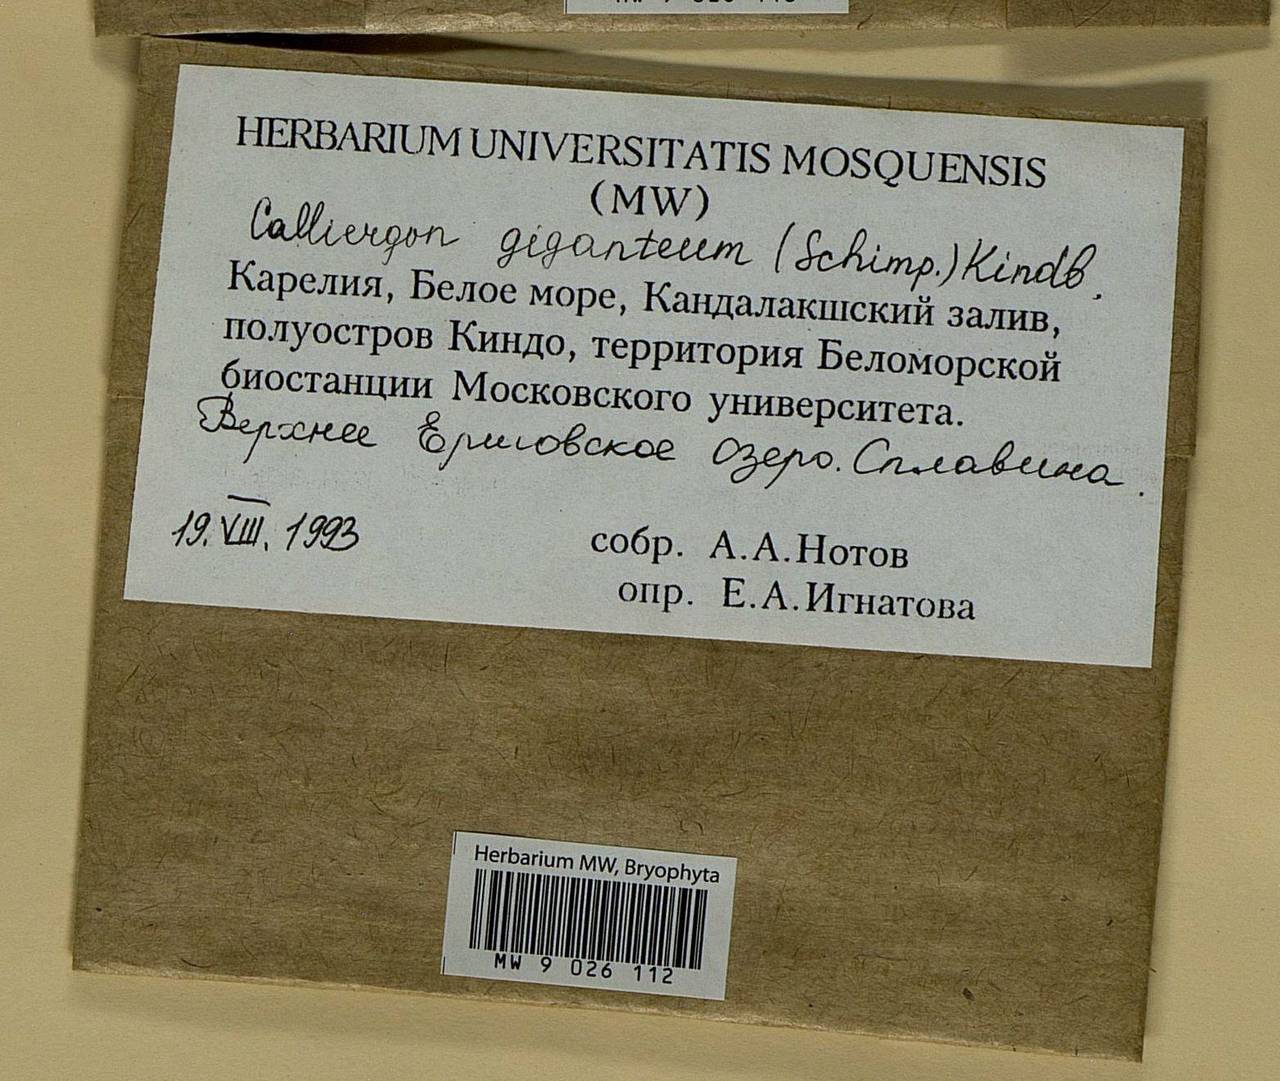 HERBARIUM UNIVERSITATIS MOSQUENSIS
(MW)
Calliergon giganteum (Schimp.) Kindb.
Карелия, Белое море, Кандалакшский залив,
полуостров Киндо, территория Беломорской
биостанции Московского университета.
Верхнее Ершовское озеро. Сплавина.
19.VIII.1993
собр. А.А.Нотов
опр. Е.А.Игнатова
Herbarium MW, Bryophyta
MW 9 026 112